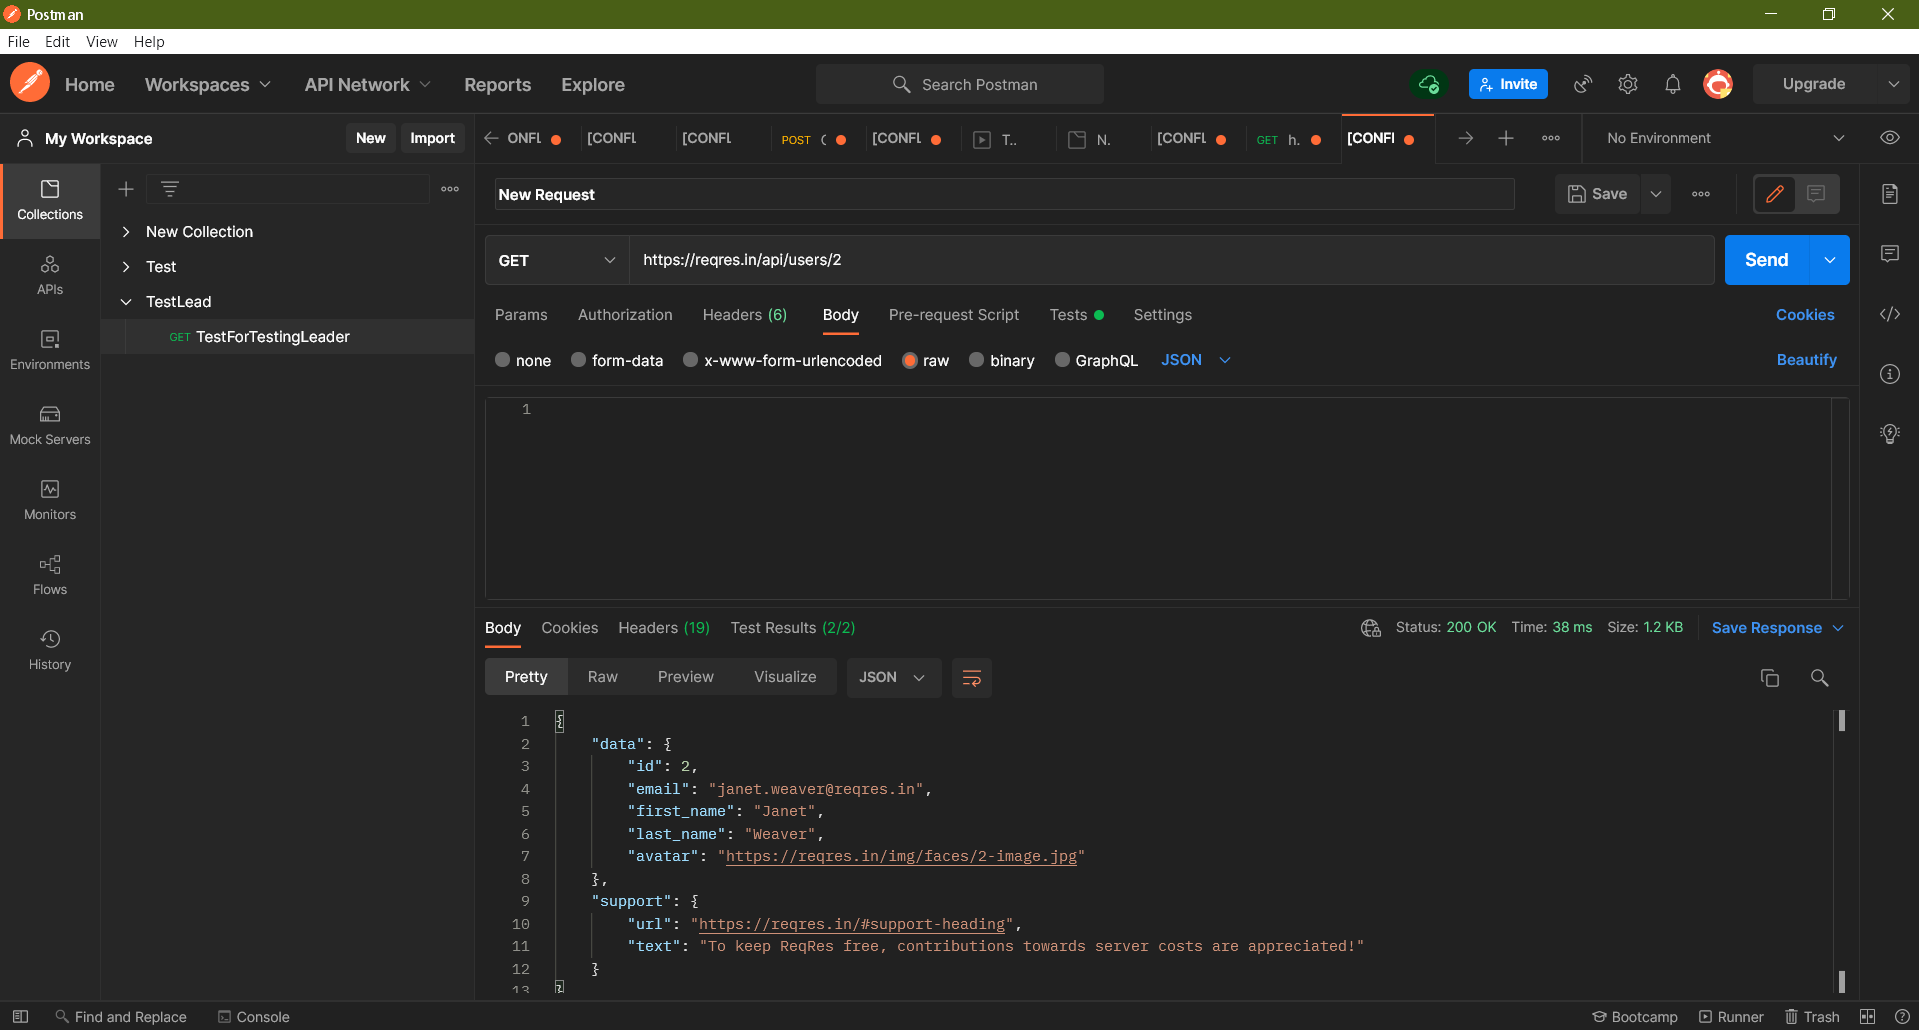 Postman
File Edit View Help
Home Workspaces API Network Reports Explore Search Postman Invite Upgrade
My Workspace New Import ONFL [CONFL [CONFL POST [CONFL T.. N. [CONFL GET h. [CONFI No Environment
Collections
APIs
Environments
Mock Servers
Monitors
Flows
History
New Collection
Test
TestLead
GET TestForTestingLeader
New Request Save
GET https://reqres.in/api/users/2 Send
Params Authorization Headers (6) Body Pre-request Script Tests Settings Cookies
none form-data x-www-form-urlencoded raw binary GraphQL JSON Beautify
1
Body Cookies Headers (19) Test Results (2/2) Status: 200 OK Time: 38 ms Size: 1.2 KB Save Response
Pretty Raw Preview Visualize JSON
1 {
2 "data": {
3 "id": 2,
4 "email": "janet.weaver@reqres.in",
5 "first_name": "Janet",
6 "last_name": "Weaver",
7 "avatar": "https://reqres.in/img/faces/2-image.jpg"
8 },
9 "support": {
10 "url": "https://reqres.in/#support-heading",
11 "text": "To keep ReqRes free, contributions towards server costs are appreciated!"
12 }
13 }
Find and Replace Console Bootcamp Runner Trash